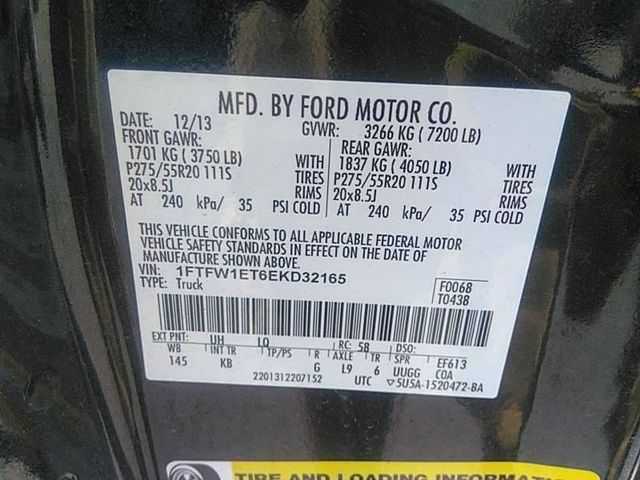 MFD. BY FORD MOTOR CO.
DATE: 12/13 GVWR: 3266 KG ( 7200 LB)
FRONT GAWR: REAR GAWR:
1701 KG ( 3750 LB) WITH 1837 KG ( 4050 LB) WITH
P275/55R20 111S TIRES P275/55R20 111S TIRES
20x8.5J RIMS 20x8.5J RIMS
AT 240 kPa/ 35 PSI COLD AT 240 kPa/ 35 PSI COLD
THIS VEHICLE CONFORMS TO ALL APPLICABLE FEDERAL MOTOR
VEHICLE SAFETY STANDARDS IN EFFECT ON THE DATE OF
MANUFACTURE SHOWN ABOVE.
VIN: 1FTFW1ET6EKD32165 F0068
TYPE: Truck T0438
EXT PNT: UH LQ RC: 5B DSO:
WB INT TR TP/PS R AXLE TR SPR EF613
145 KB G L9 6 UUGG COA
2201312207152 UTC ▽5U5A-1520472-BA
TIRE AND LOADING INFORMATION